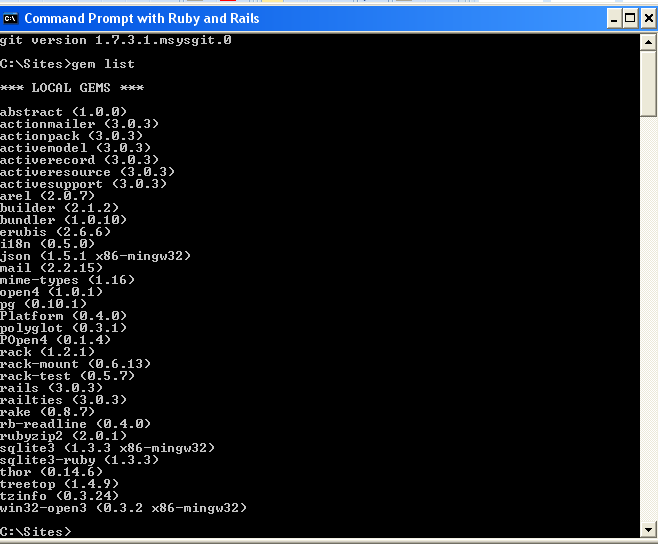 Command Prompt with Ruby and Rails
git version 1.7.3.1.msysgit.0
C:\Sites>gem list
*** LOCAL GEMS ***
abstract (1.0.0)
actionmailer (3.0.3)
actionpack (3.0.3)
activemodel (3.0.3)
activerecord (3.0.3)
activeresource (3.0.3)
activesupport (3.0.3)
arel (2.0.7)
builder (2.1.2)
bundler (1.0.10)
erubis (2.6.6)
i18n (0.5.0)
json (1.5.1 x86-mingw32)
mail (2.2.15)
mime-types (1.16)
open4 (1.0.1)
pg (0.10.1)
Platform (0.4.0)
polyglot (0.3.1)
POpen4 (0.1.4)
rack (1.2.1)
rack-mount (0.6.13)
rack-test (0.5.7)
rails (3.0.3)
railties (3.0.3)
rake (0.8.7)
rb-readline (0.4.0)
rubyzip2 (2.0.1)
sqlite3 (1.3.3 x86-mingw32)
sqlite3-ruby (1.3.3)
thor (0.14.6)
treetop (1.4.9)
tzinfo (0.3.24)
win32-open3 (0.3.2 x86-mingw32)
C:\Sites>